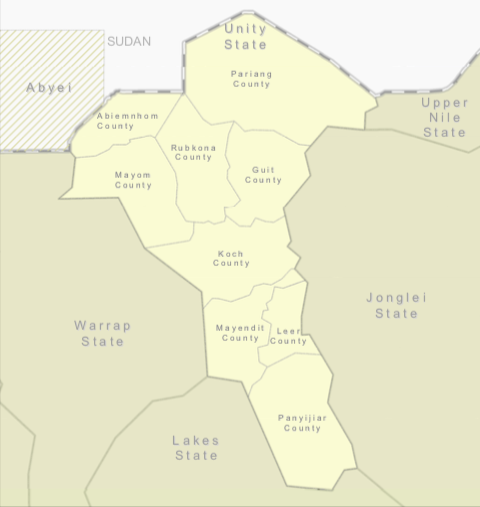 Unity
State
SUDAN
Pariang
County
Abyei
Upper
Nile
State
Abiemnhom
County
Rubkona
County
Mayom
County
Guit
County
Koch
County
Jonglei
State
Warrap
State
Mayendit
County
Leer
County
Panyijiar
County
Lakes
State